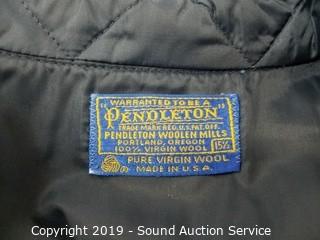 WARRANTED TO BE A
"PENDLETON"
TRADE MARK REG. U.S. PAT. OFF.
PENDLETON WOOLEN MILLS
PORTLAND, OREGON
100% VIRGIN WOOL 15½
PURE VIRGIN WOOL
MADE IN U.S.A.
Copyright 2019 - Sound Auction Service